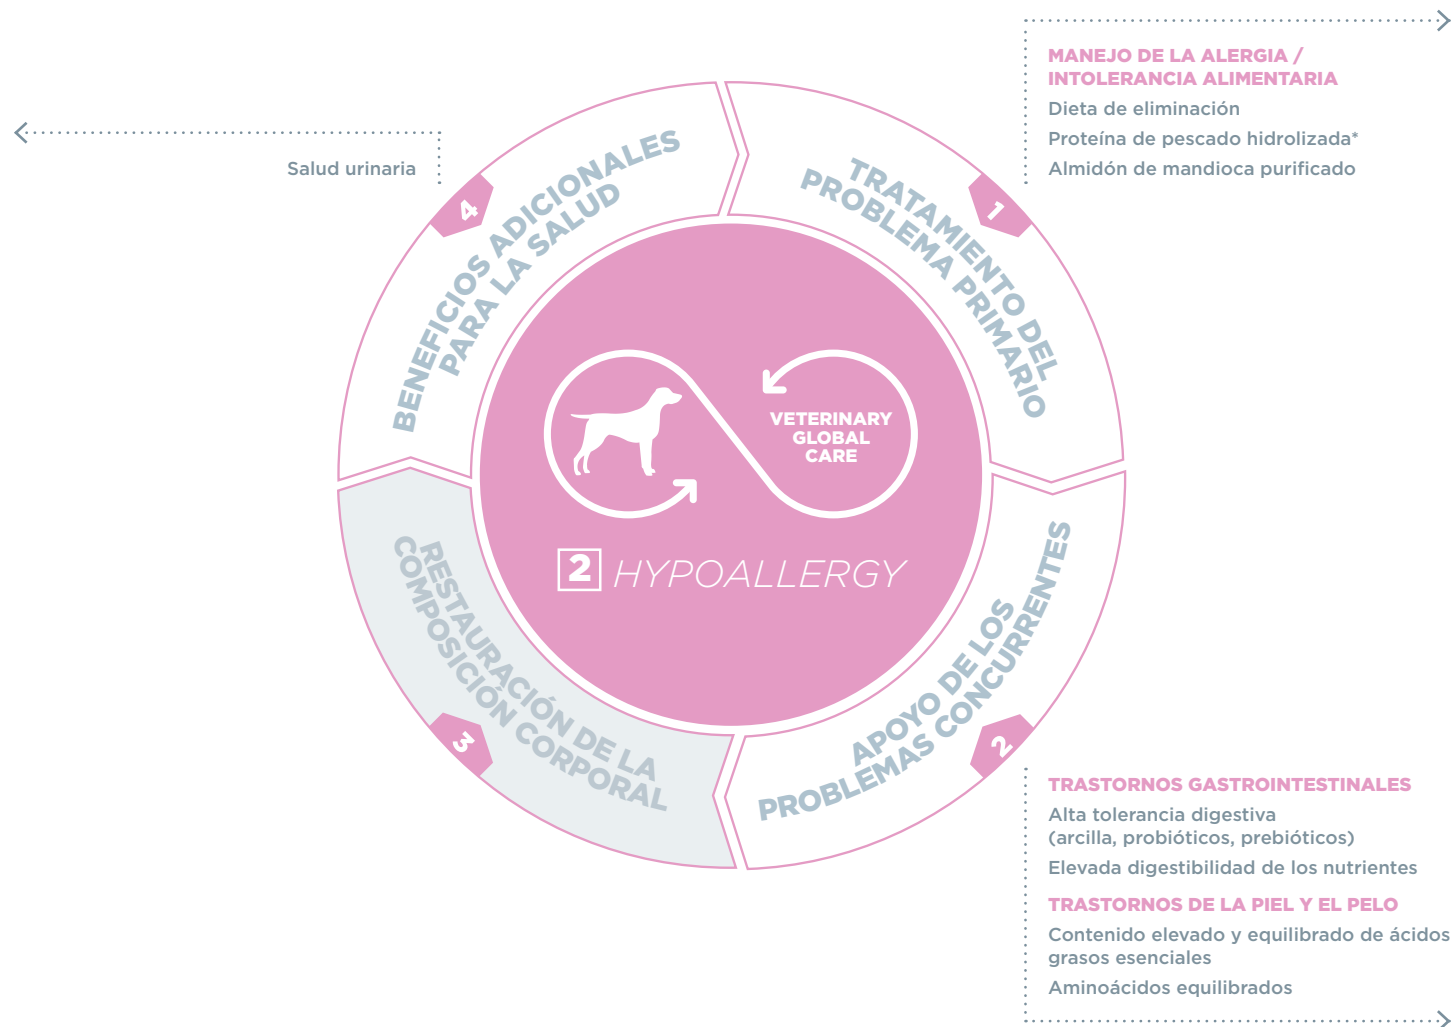 MANEJO DE LA ALERGIA /
INTOLERANCIA ALIMENTARIA
Dieta de eliminación
Proteína de pescado hidrolizada*
Almidón de mandioca purificado
Salud urinaria
4
BENEFICIOS ADICIONALES
PARA LA SALUD
1
TRATAMIENTO DEL
PROBLEMA PRIMARIO
VETERINARY
GLOBAL
CARE
2 HYPOALLERGY
3
RESTAURACIÓN DE LA
COMPOSICIÓN CORPORAL
2
APOYO DE LOS
PROBLEMAS CONCURRENTES
TRASTORNOS GASTROINTESTINALES
Alta tolerancia digestiva
(arcilla, probióticos, prebióticos)
Elevada digestibilidad de los nutrientes
TRASTORNOS DE LA PIEL Y EL PELO
Contenido elevado y equilibrado de ácidos
grasos esenciales
Aminoácidos equilibrados